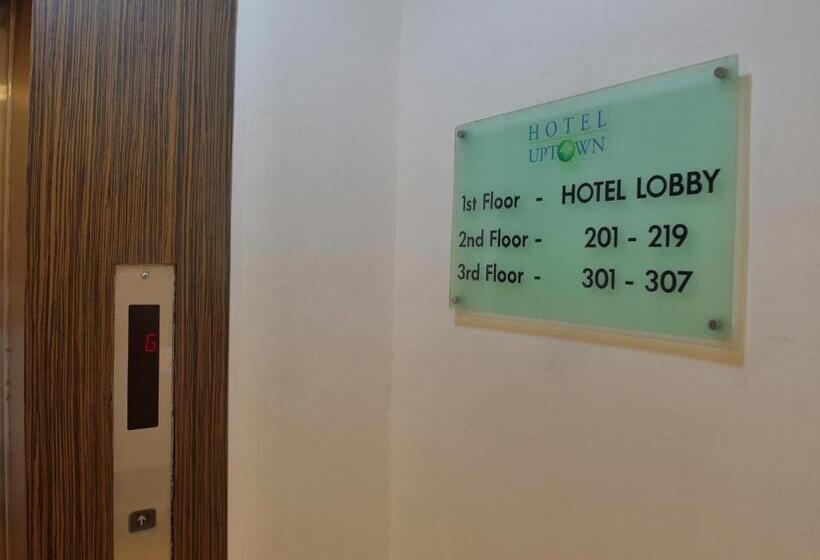 HOTEL
UPTOWN
1st Floor - HOTEL LOBBY
2nd Floor - 201 - 219
3rd Floor - 301 - 307
G